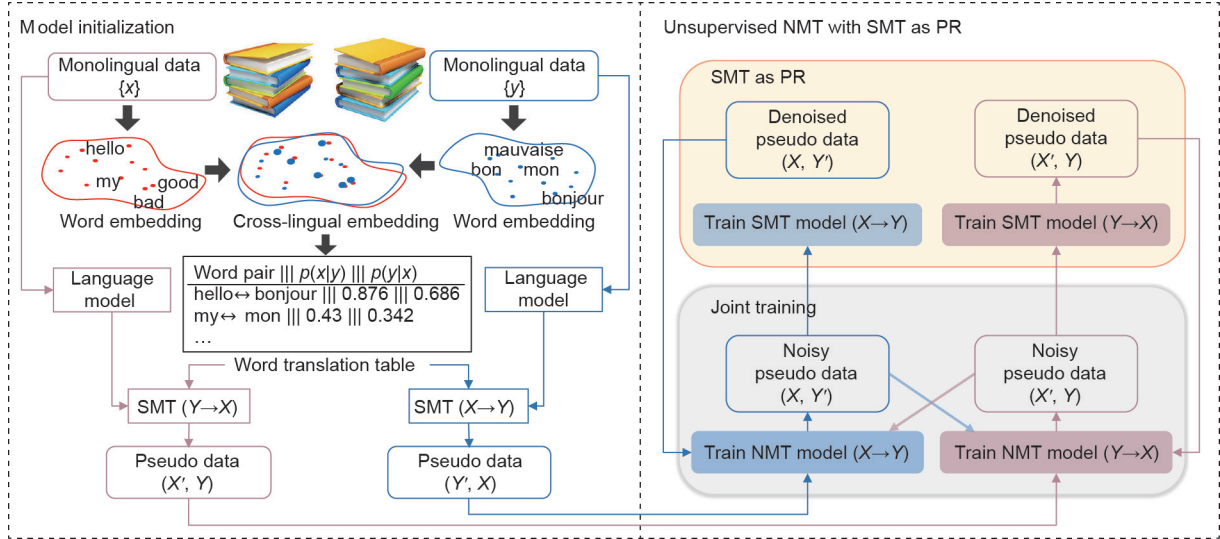 Model initialization
Monolingual data
{x}
Monolingual data
{y}
hello
my
good
bad
Word embedding
Cross-lingual embedding
mauvaise
bon
mon
bonjour
Word embedding
Language
model
Word pair ||| p(x|y) ||| p(y|x)
hello↔ bonjour ||| 0.876 ||| 0.686
my↔ mon ||| 0.43 ||| 0.342
…
Language
model
Word translation table
SMT (Y→X)
SMT (X→Y)
Pseudo data
(X′, Y)
Pseudo data
(Y′, X)
Unsupervised NMT with SMT as PR
SMT as PR
Denoised
pseudo data
(X, Y′)
Denoised
pseudo data
(X′, Y)
Train SMT model (X→Y)
Train SMT model (Y→X)
Joint training
Noisy
pseudo data
(X, Y′)
Noisy
pseudo data
(X′, Y)
Train NMT model (X→Y)
Train NMT model (Y→X)